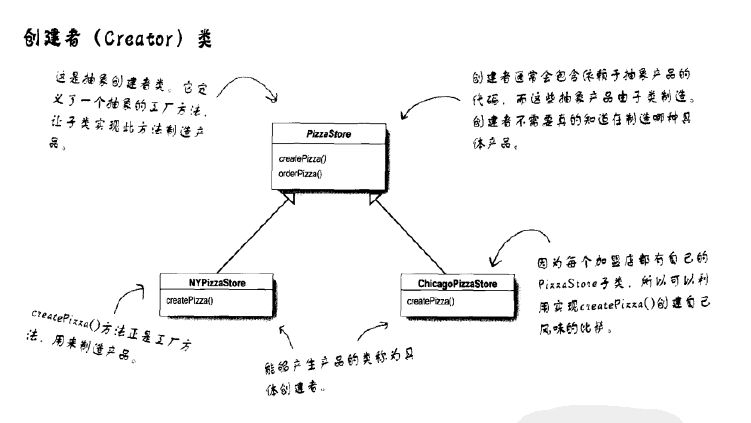 创建者（Creator）类
这是抽象创建者类。它定
义了一个抽象的工厂方法，
让子类实现此方法制造产
品。
创建者通常会包含依赖于抽象产品的
代码，而这些抽象产品由子类制造。
创建者不需要真的知道在制造哪种具
体产品。
PizzaStore
createPizza()
orderPizza()
NYPizzaStore
createPizza()
ChicagoPizzaStore
createPizza()
因为每个加盟店都有自己的
PizzaStore子类，所以可以利
用实现createPizza()创建自己
风味的比萨。
createPizza()方法正是工厂方
法，用来制造产品。
能够产生产品的类称为具
体创建者。